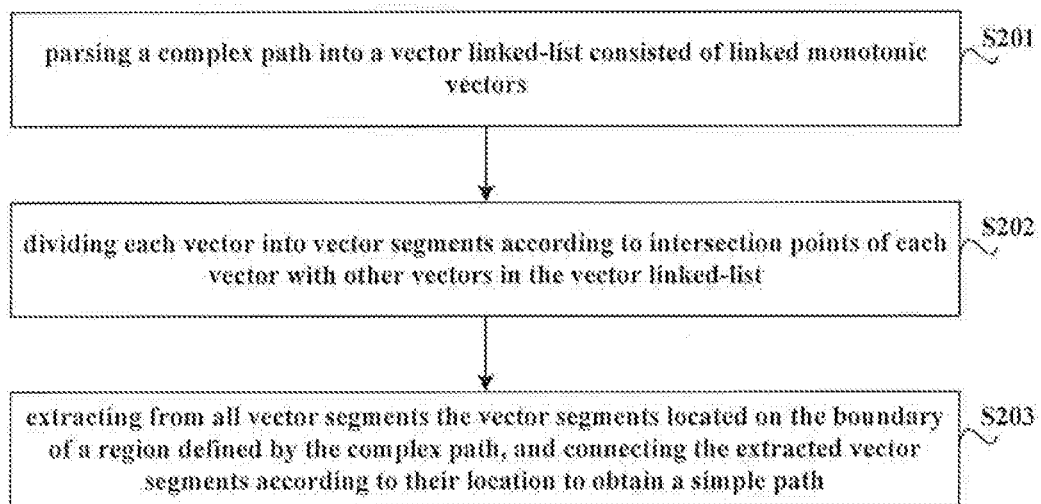 parsing a complex path into a vector linked-list consisted of linked monotonic
vectors
S201
dividing each vector into vector segments according to intersection points of each
vector with other vectors in the vector linked-list
S202
extracting from all vector segments the vector segments located on the boundary
of a region defined by the complex path, and connecting the extracted vector
segments according to their location to obtain a simple path
S203